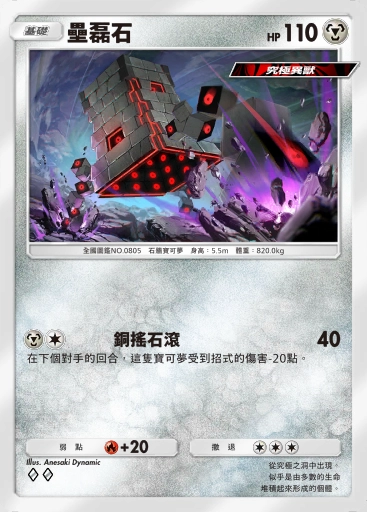 基礎 壘磊石 HP 110
究極異獸
全國圖鑑NO.0805 石牆寶可夢 身高：5.5m 體重：820.0kg
銅搖石滾 40
在下個對手的回合，這隻寶可夢受到招式的傷害-20點。
弱點 +20 撤退
Illus. Anesaki Dynamic
從究極之洞中出現。
似乎是由多數的生命
堆積起來形成的個體。